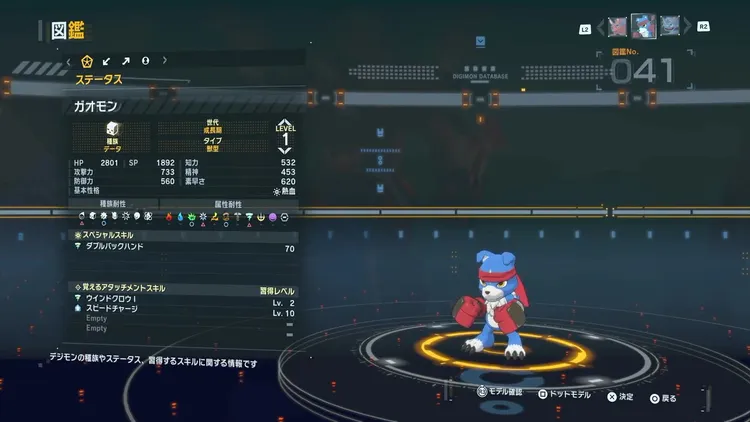 図鑑
L2
R2
図鑑No.
041
DIGIMON DATABASE
ステータス
ガオモン
種族
データ
世代
成長期
タイプ
獣型
LEVEL
1
HP 2801 SP 1892 知力 532
攻撃力 733 精神 453
防御力 560 素早さ 620
基本性格 熱血
種族耐性 属性耐性
スペシャルスキル
ダブルバックハンド 70
覚えるアタッチメントスキル 習得レベル
ウインドクロウⅠ Lv. 2
スピードチャージ Lv. 10
Empty
Empty
デジモンの種族やステータス、習得するスキルに関する情報です
R3 モデル確認 ドットモデル 決定 戻る